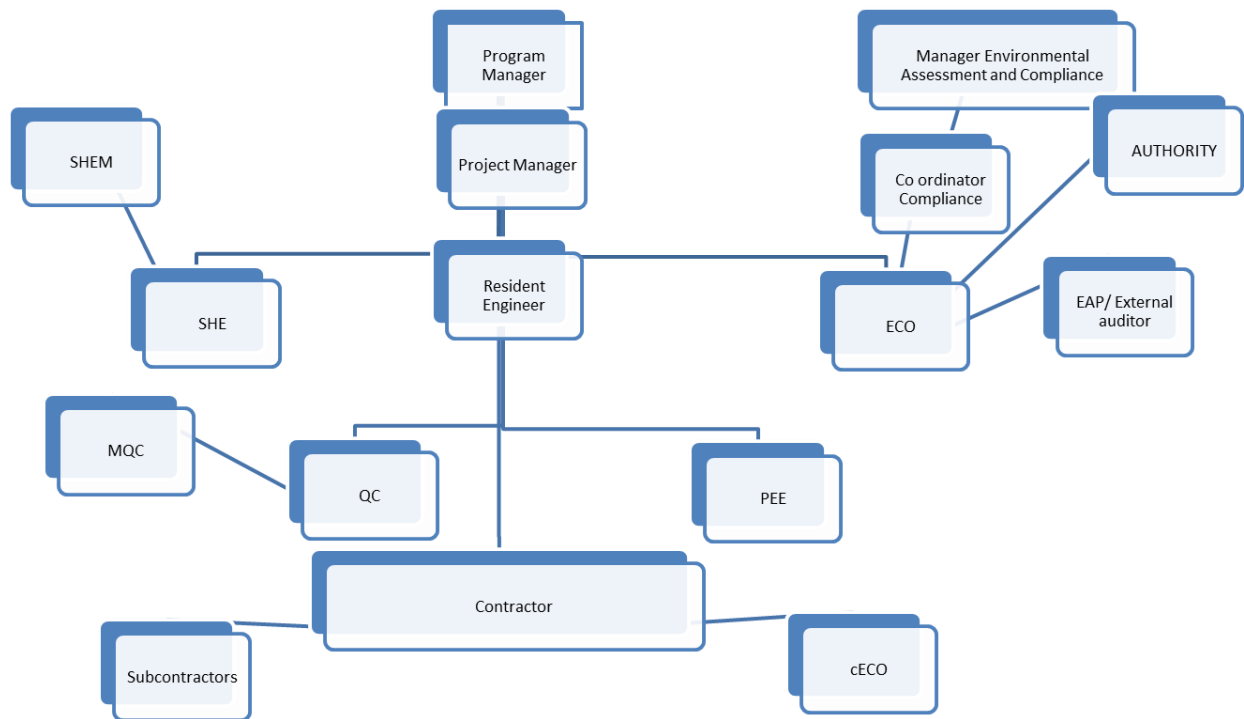 Program
Manager
Manager Environmental
Assessment and Compliance
SHEM
Project Manager
AUTHORITY
Co ordinator
Compliance
Resident
Engineer
SHE
ECO
EAP/ External
auditor
MQC
QC
PEE
Contractor
Subcontractors
cECO